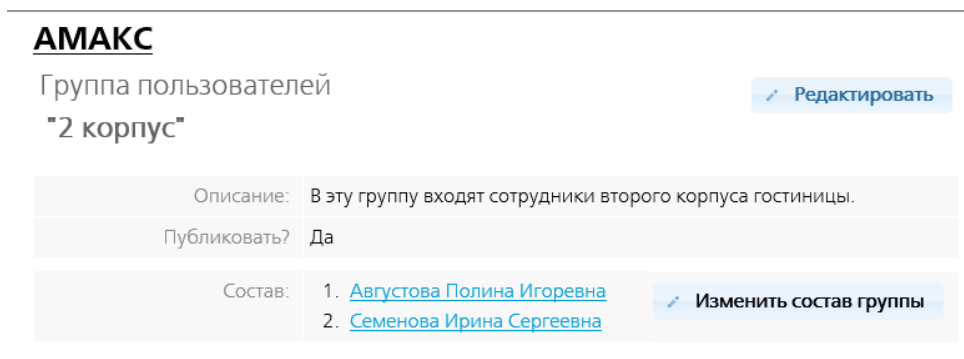 АМАКС
Группа пользователей
Редактировать
"2 корпус"
Описание: В эту группу входят сотрудники второго корпуса гостиницы.
Публиковать? Да
Состав: 1. Августова Полина Игоревна
Изменить состав группы
2. Семенова Ирина Сергеевна